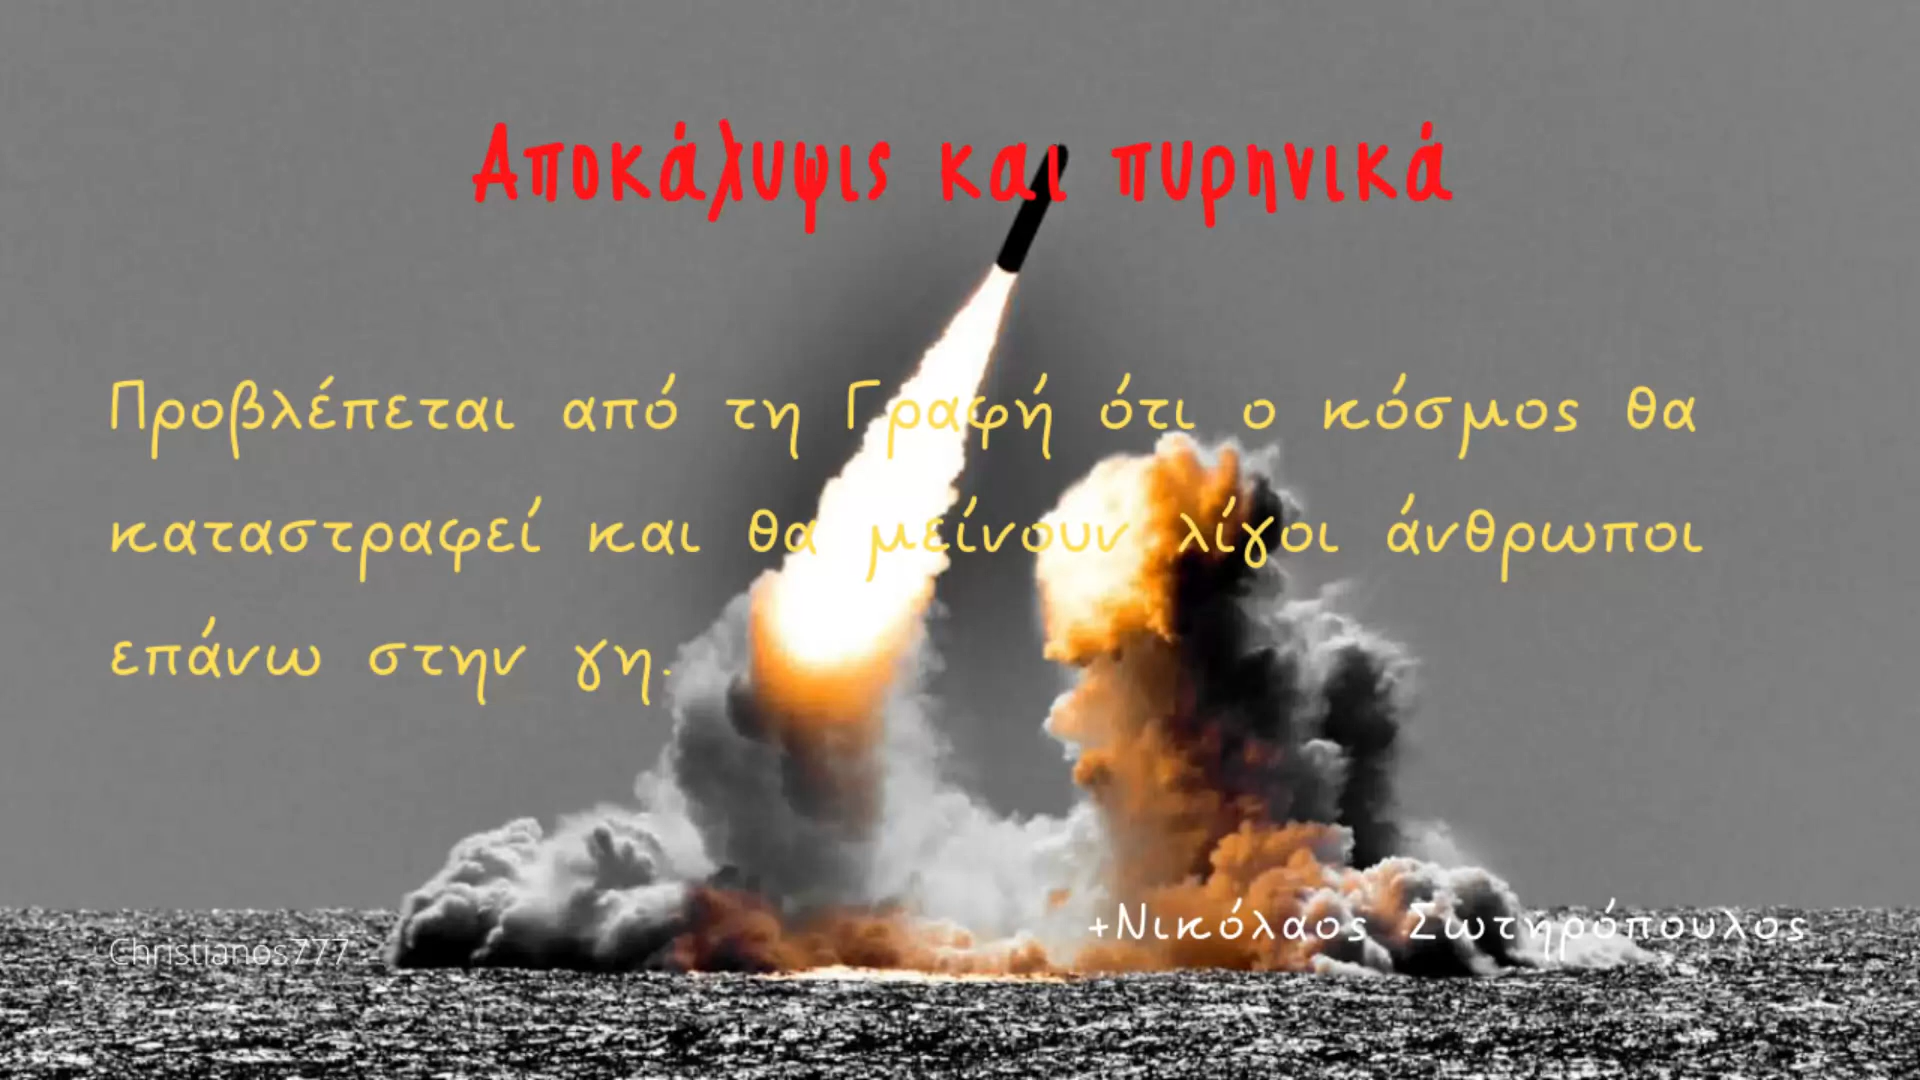 Αποκάλυψις και πυρηνικά
Προβλέπεται από τη Γραφή ότι ο κόσμος θα
καταστραφεί και θα μείνουν λίγοι άνθρωποι
επάνω στην γη.
+Νικόλαος Σωτηρόπουλος
Christianos777